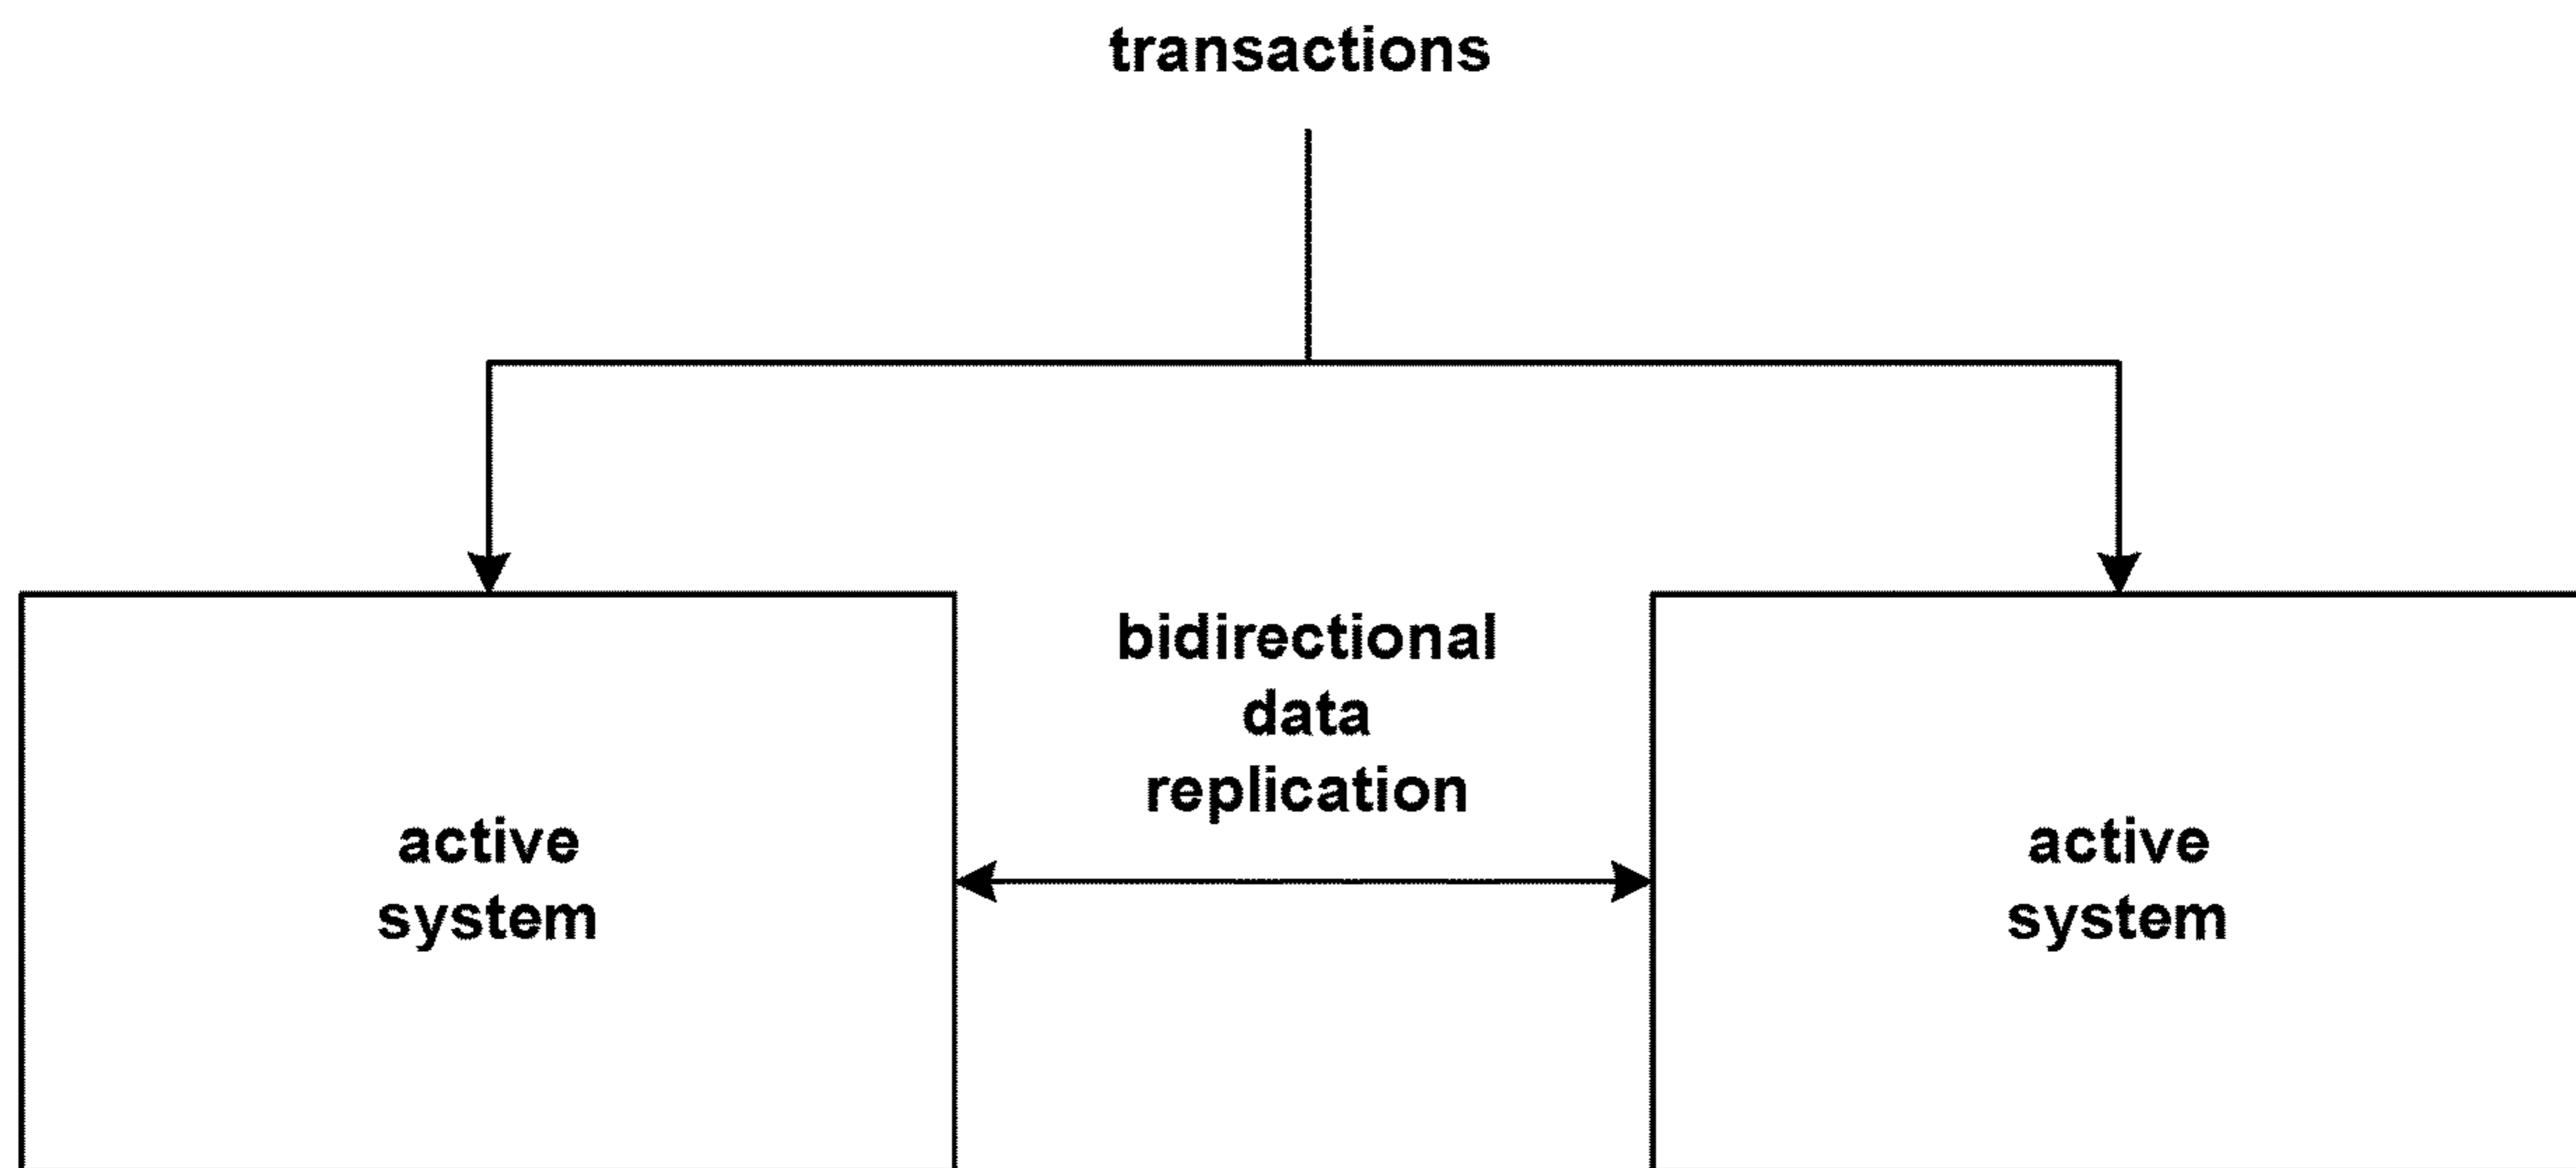 transactions
bidirectional
data
replication
active
system
active
system